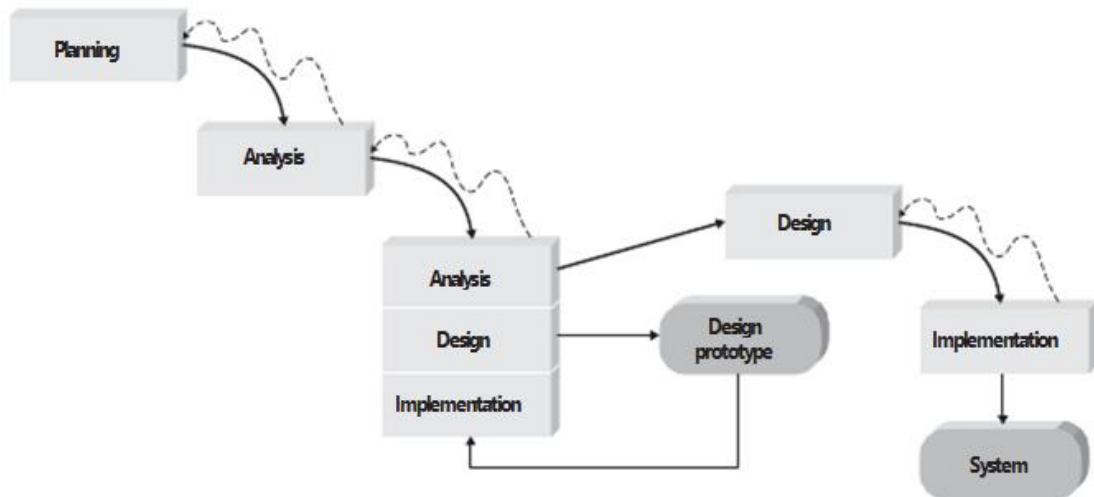 Planning
Analysis
Analysis
Design
Implementation
Design
prototype
Design
Implementation
System